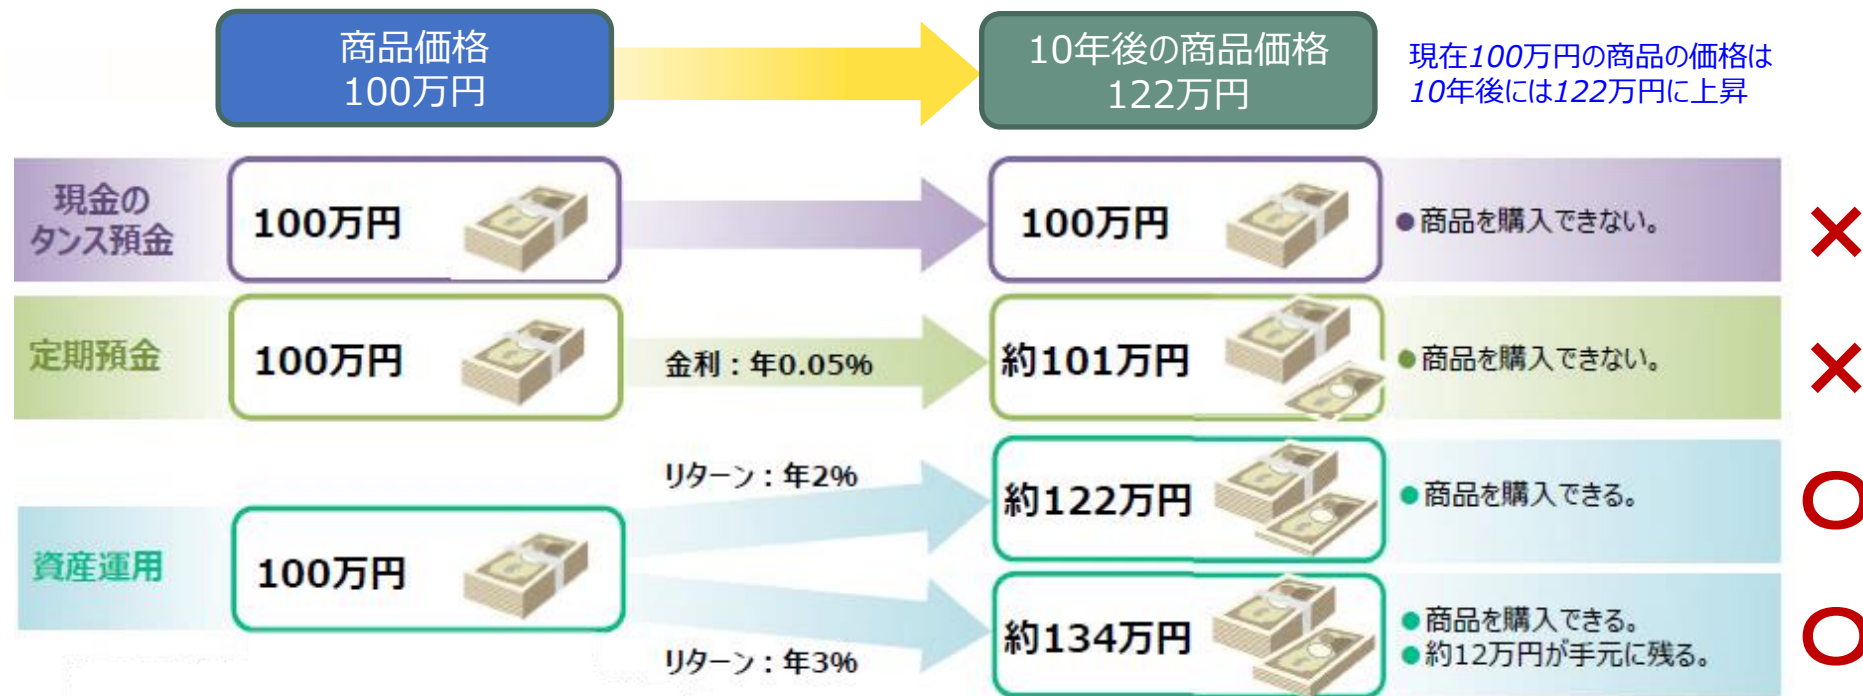 商品価格
100万円
10年後の商品価格
122万円
現在100万円の商品の価格は
10年後には122万円に上昇
現金の
タンス預金
100万円
100万円
●商品を購入できない。
×
定期預金
100万円
金利：年0.05%
約101万円
●商品を購入できない。
×
資産運用
100万円
リターン：年2%
約122万円
●商品を購入できる。
○
リターン：年3%
約134万円
●商品を購入できる。
●約12万円が手元に残る。
○